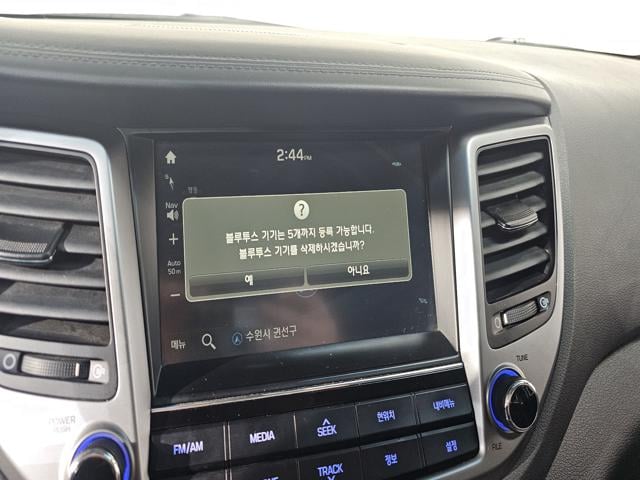 2:44PM
S
Nav
Auto
50m
블루투스 기기는 5개까지 등록 가능합니다.
블루투스 기기를 삭제하시겠습니까?
예
아니요
메뉴
수원시 권선구
POWER
PUSH
TUNE
FILE
FM/AM
MEDIA
SEEK
현위치
내비메뉴
TRACK
정보
설정